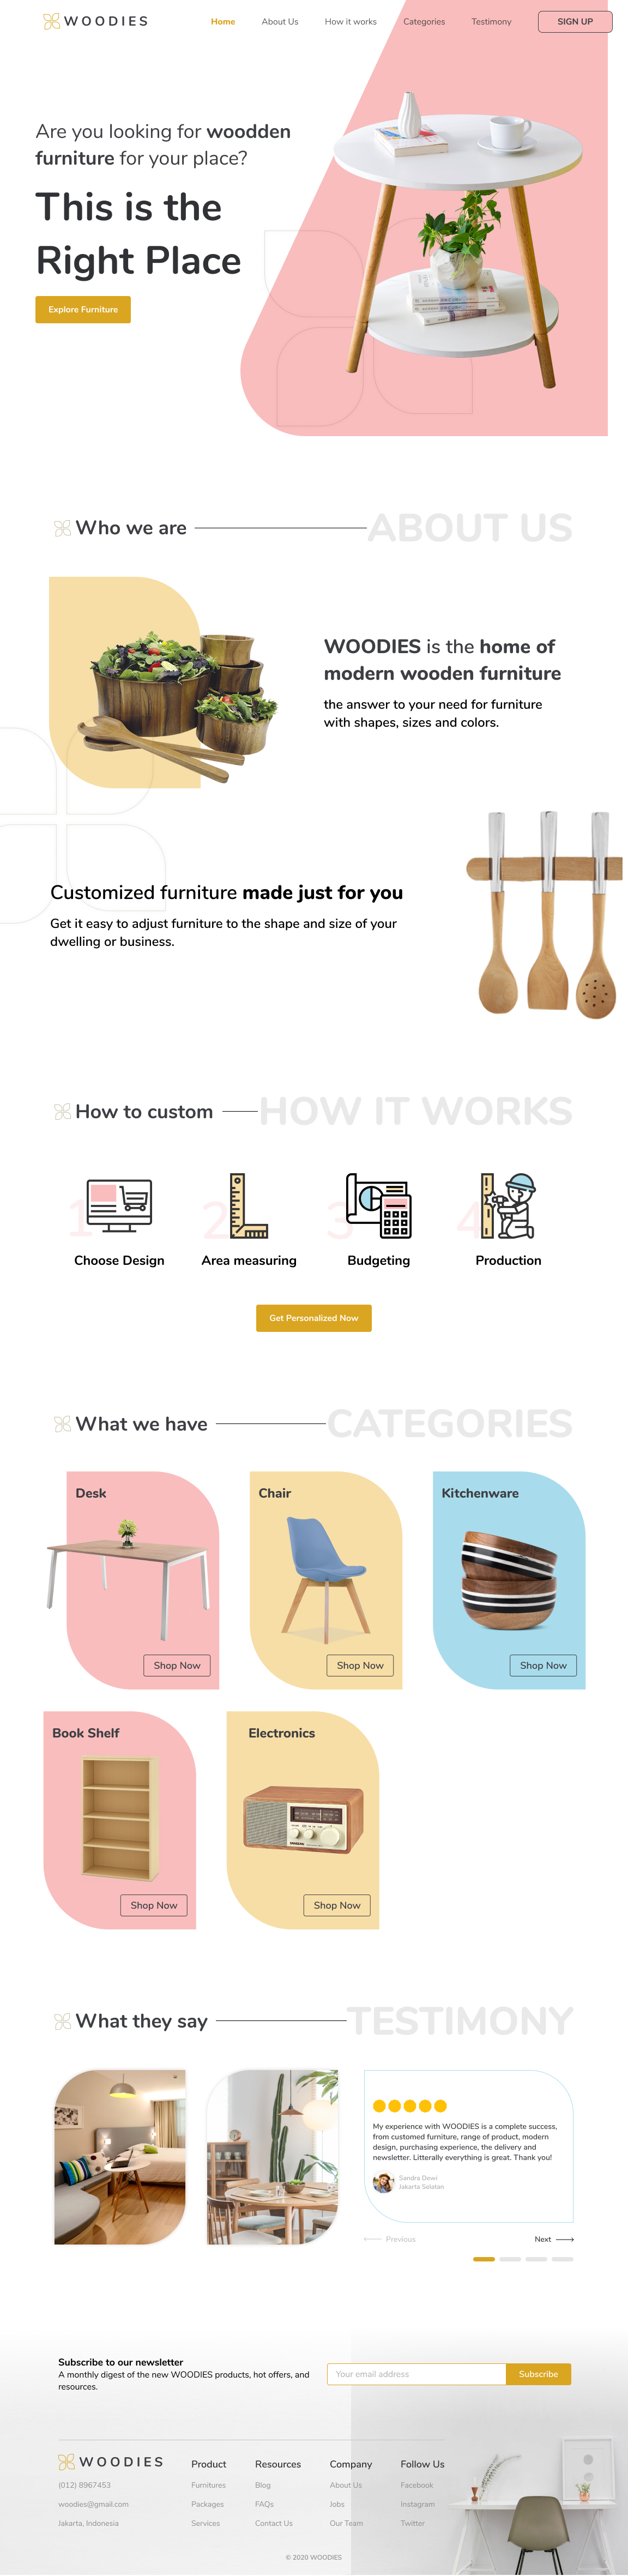 WOODIES
Home
About Us
How it works
Categories
Testimony
SIGN UP
Are you looking for wooden
furniture for your place?
This is the
Right Place
Explore Furniture
Who we are
ABOUT US
WOODIES is the home of
modern wooden furniture
the answer to your need for furniture
with shapes, sizes and colors.
Customized furniture made just for you
Get it easy to adjust furniture to the shape and size of your
dwelling or business.
How to custom
HOW IT WORKS
1
Choose Design
2
Area measuring
3
Budgeting
4
Production
Get Personalized Now
What we have
CATEGORIES
Desk
Shop Now
Chair
Shop Now
Kitchenware
Shop Now
Book Shelf
Shop Now
Electronics
Shop Now
What they say
TESTIMONY
My experience with WOODIES is a complete success,
from customed furniture, range of product, modern
design, purchasing experience, the delivery and
newsletter. Litterally everything is great. Thank you!
Sandra Dewi
Jakarta Selatan
Previous
Next
Subscribe to our newsletter
A monthly digest of the new WOODIES products, hot offers, and
resources.
Your email address
Subscribe
WOODIES
(012) 8967453
woodies@gmail.com
Jakarta, Indonesia
Product
Furnitures
Packages
Services
Resources
Blog
FAQs
Contact Us
Company
About Us
Jobs
Our Team
Follow Us
Facebook
Instagram
Twitter
© 2020 WOODIES